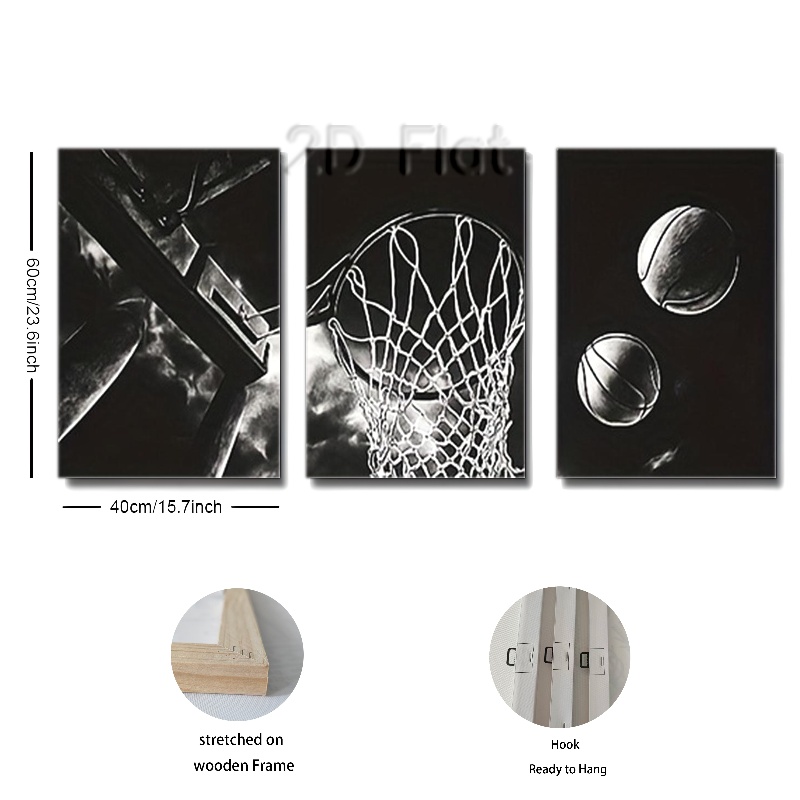 2D Flat
60cm/23.6inch
40cm/15.7inch
stretched on
wooden Frame
Hook
Ready to Hang